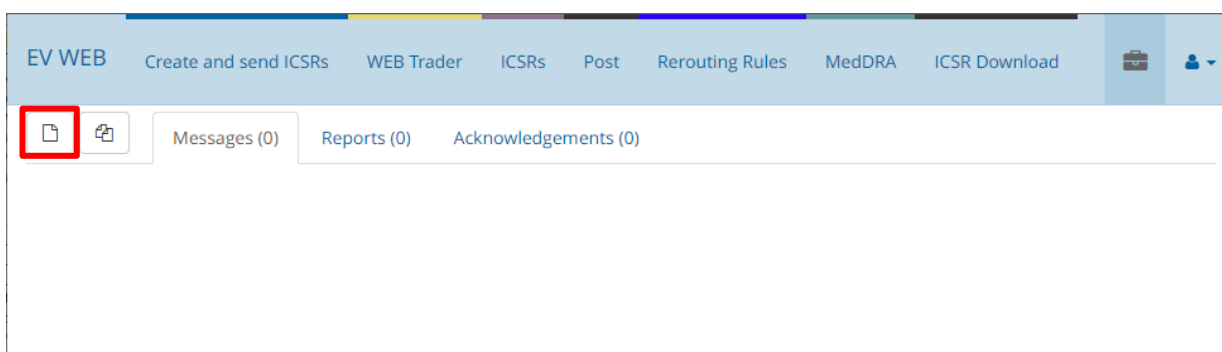 EV WEB Create and send ICSRs WEB Trader ICSRs Post Rerouting Rules MedDRA ICSR Download
Messages (0) Reports (0) Acknowledgements (0)